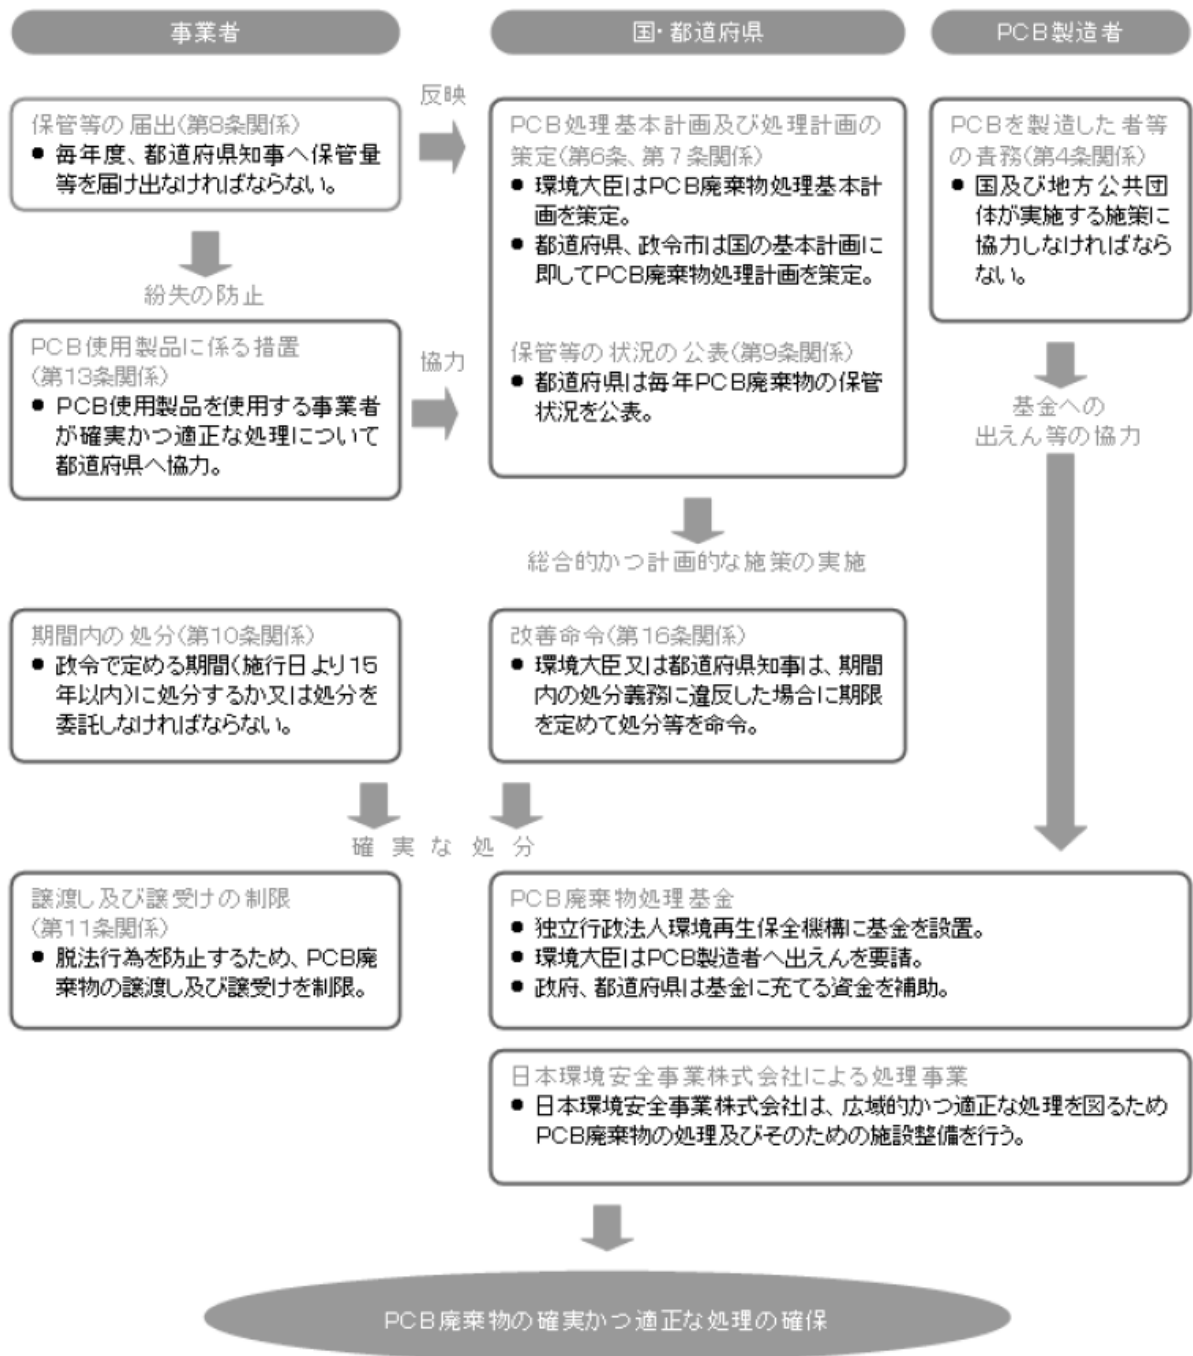 事業者
国・都道府県
PCB製造者
保管等の届出(第8条関係)
● 毎年度、都道府県知事へ保管量
等を届け出なければならない。
反映
PCB処理基本計画及び処理計画の
策定(第6条、第7条関係)
● 環境大臣はPCB廃棄物処理基本計
画を策定。
● 都道府県、政令市は国の基本計画に
即してPCB廃棄物処理計画を策定。
保管等の状況の公表(第9条関係)
● 都道府県は毎年PCB廃棄物の保管
状況を公表。
PCBを製造した者等
の責務(第4条関係)
● 国及び地方公共団
体が実施する施策に
協力しなければなら
ない。
紛失の防止
PCB使用製品に係る措置
(第13条関係)
● PCB使用製品を使用する事業者
が確実かつ適正な処理について
都道府県へ協力。
協力
基金への
出えん等の協力
総合的かつ計画的な施策の実施
期間内の処分(第10条関係)
● 政令で定める期間(施行日より15
年以内)に処分するか又は処分を
委託しなければならない。
改善命令(第16条関係)
● 環境大臣又は都道府県知事は、期間
内の処分義務に違反した場合に期限
を定めて処分等を命令。
確実な処分
譲渡し及び譲受けの制限
(第11条関係)
● 脱法行為を防止するため、PCB廃
棄物の譲渡し及び譲受けを制限。
PCB廃棄物処理基金
● 独立行政法人環境再生保全機構に基金を設置。
● 環境大臣はPCB製造者へ出えんを要請。
● 政府、都道府県は基金に充てる資金を補助。
日本環境安全事業株式会社による処理事業
● 日本環境安全事業株式会社は、広域的かつ適正な処理を図るため
PCB廃棄物の処理及びそのための施設整備を行う。
PCB廃棄物の確実かつ適正な処理の確保